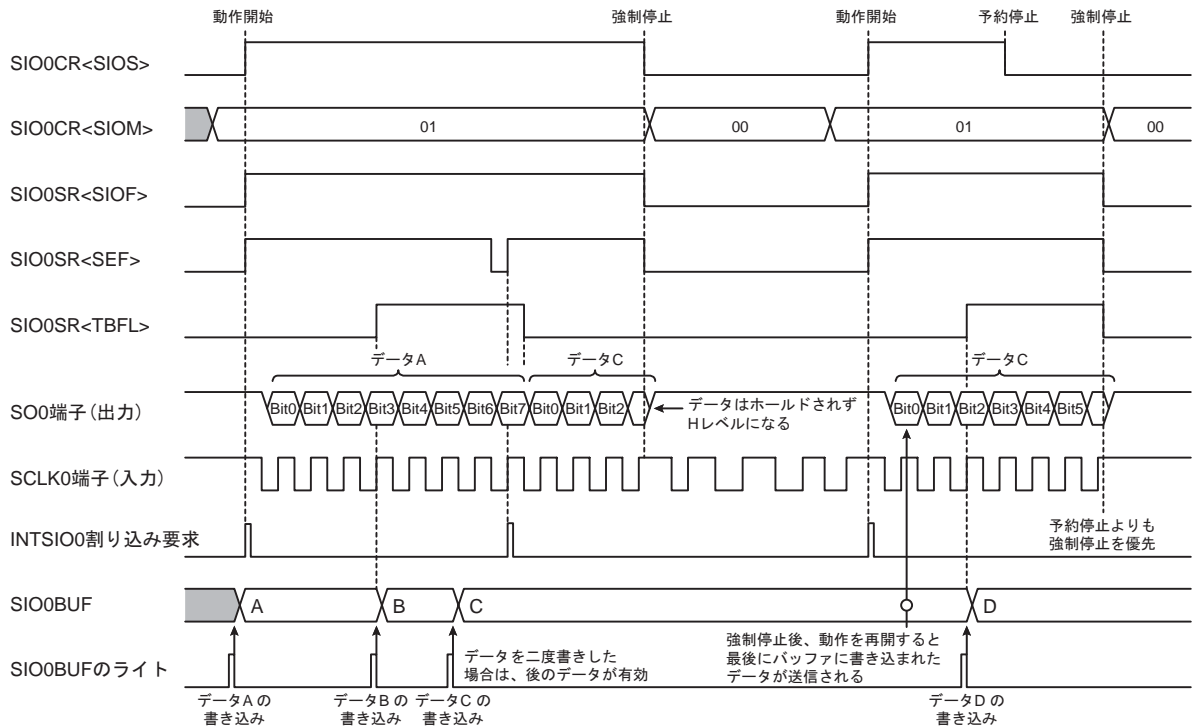 動作開始 強制停止 動作開始 予約停止 強制停止
SIO0CR<SIOS>
SIO0CR<SIOM> 01 00 01 00
SIO0SR<SIOF>
SIO0SR<SEF>
SIO0SR<TBFL>
データA データC データC
SO0端子(出力) Bit0 Bit1 Bit2 Bit3 Bit4 Bit5 Bit6 Bit7 Bit0 Bit1 Bit2 Bit0 Bit1 Bit2 Bit3 Bit4 Bit5
データはホールドされず
Hレベルになる
SCLK0端子(入力)
INTSIO0割り込み要求
予約停止よりも
強制停止を優先
SIO0BUF A B C D
SIO0BUFのライト
データを二度書きした
場合は、後のデータが有効
強制停止後、動作を再開すると
最後にバッファに書き込まれた
データが送信される
データAの
書き込み
データBの
書き込み
データCの
書き込み
データDの
書き込み